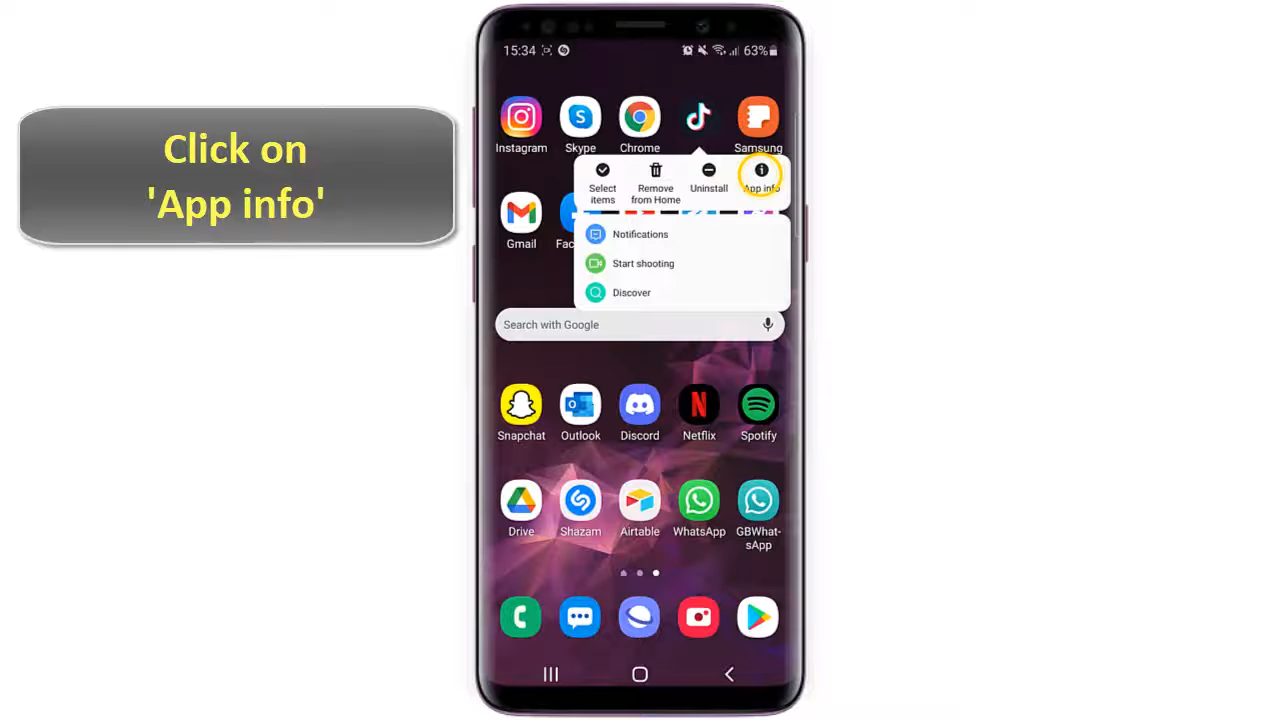 Click on
'App info'
15:34
63%
Instagram
Skype
Chrome
Samsung
Select
items
Remove
from Home
Uninstall
App info
Gmail
Notifications
Start shooting
Discover
Search with Google
Snapchat
Outlook
Discord
Netflix
Spotify
Drive
Shazam
Airtable
WhatsApp
GBWhat-
sApp